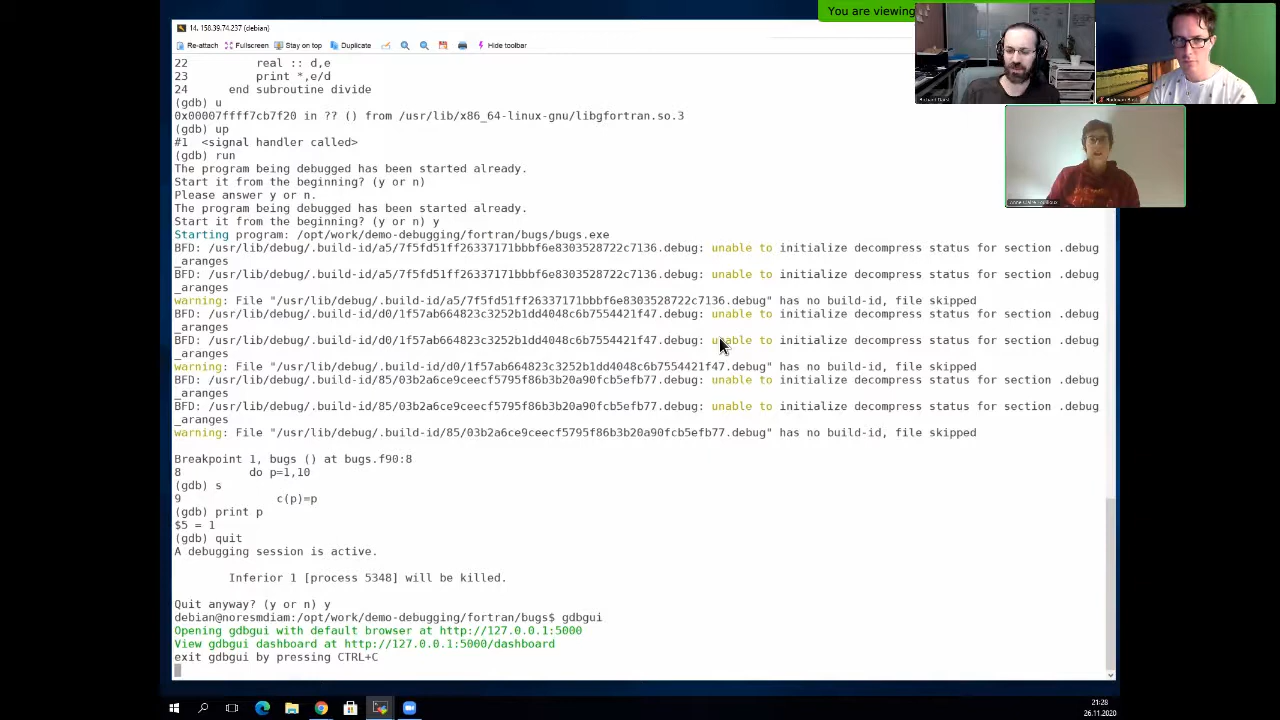 14. 158.39.74.237 (debian)
You are viewing
Re-attach Fullscreen Stay on top Duplicate Hide toolbar
22 real :: d,e
23 print *,e/d
24 end subroutine divide
(gdb) u
0x00007ffff7cb7f20 in ?? () from /usr/lib/x86_64-linux-gnu/libgfortran.so.3
(gdb) up
#1 <signal handler called>
(gdb) run
The program being debugged has been started already.
Start it from the beginning? (y or n)
Please answer y or n.
The program being debugged has been started already.
Start it from the beginning? (y or n) y
Starting program: /opt/work/demo-debugging/fortran/bugs/bugs.exe
BFD: /usr/lib/debug/.build-id/a5/7f5fd51ff26337171bbbf6e8303528722c7136.debug: unable to initialize decompress status for section .debug
_aranges
BFD: /usr/lib/debug/.build-id/a5/7f5fd51ff26337171bbbf6e8303528722c7136.debug: unable to initialize decompress status for section .debug
_aranges
warning: File "/usr/lib/debug/.build-id/a5/7f5fd51ff26337171bbbf6e8303528722c7136.debug" has no build-id, file skipped
BFD: /usr/lib/debug/.build-id/d0/1f57ab664823c3252b1dd4048c6b7554421f47.debug: unable to initialize decompress status for section .debug
_aranges
BFD: /usr/lib/debug/.build-id/d0/1f57ab664823c3252b1dd4048c6b7554421f47.debug: unable to initialize decompress status for section .debug
_aranges
warning: File "/usr/lib/debug/.build-id/d0/1f57ab664823c3252b1dd4048c6b7554421f47.debug" has no build-id, file skipped
BFD: /usr/lib/debug/.build-id/85/03b2a6ce9ceecf5795f86b3b20a90fcb5efb77.debug: unable to initialize decompress status for section .debug
_aranges
BFD: /usr/lib/debug/.build-id/85/03b2a6ce9ceecf5795f86b3b20a90fcb5efb77.debug: unable to initialize decompress status for section .debug
_aranges
warning: File "/usr/lib/debug/.build-id/85/03b2a6ce9ceecf5795f86b3b20a90fcb5efb77.debug" has no build-id, file skipped
Breakpoint 1, bugs () at bugs.f90:8
8 do p=1,10
(gdb) s
9 c(p)=p
(gdb) print p
$5 = 1
(gdb) quit
A debugging session is active.
Inferior 1 [process 5348] will be killed.
Quit anyway? (y or n) y
debian@noresmdiam:/opt/work/demo-debugging/fortran/bugs$ gdbgui
Opening gdbgui with default browser at http://127.0.0.1:5000
View gdbgui dashboard at http://127.0.0.1:5000/dashboard
exit gdbgui by pressing CTRL+C
21:28
26.11.2020